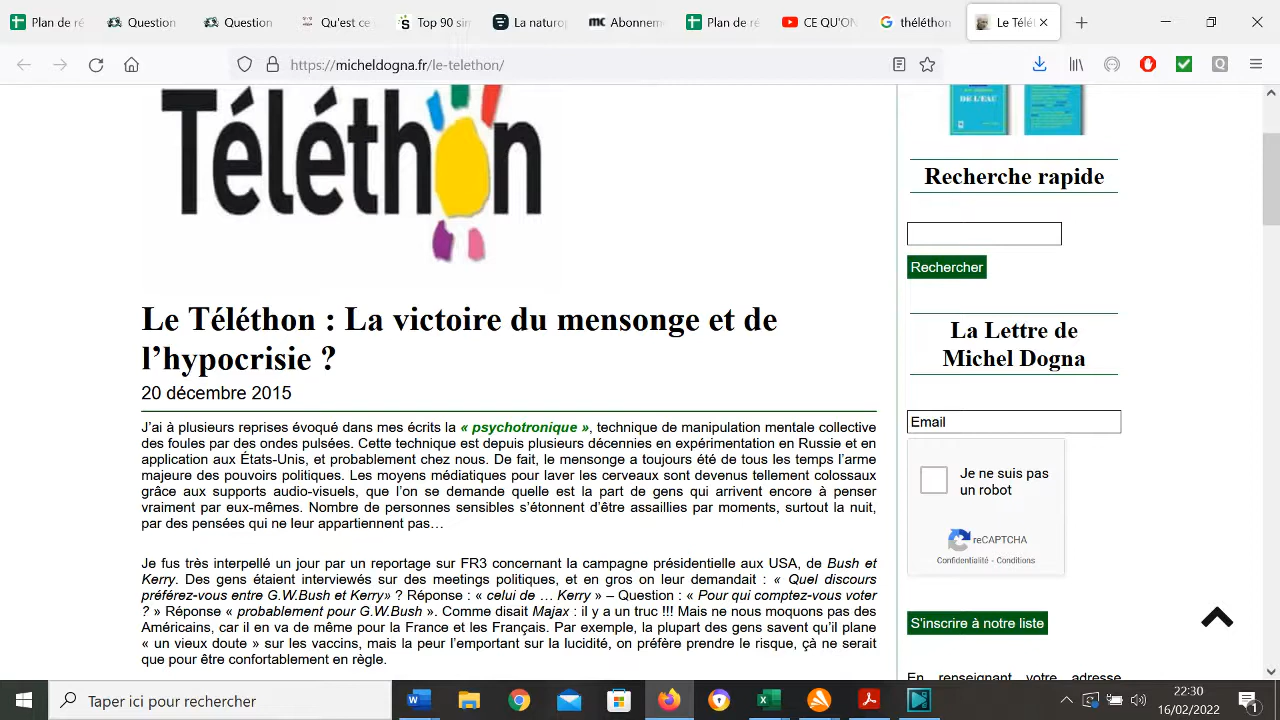 Plan de ré
Question
Question
Qu'est ce
Top 90 sim
La naturop
Abonneme
Plan de ré
CE QU'ON
théléthon
Le Télé
https://micheldogna.fr/le-telethon/
Téléthon
DE L'EAU
Recherche rapide
Rechercher
Le Téléthon : La victoire du mensonge et de
l'hypocrisie ?
20 décembre 2015
La Lettre de
Michel Dogna
Email
Je ne suis pas
un robot
reCAPTCHA
Confidentialité - Conditions
S'inscrire à notre liste
En renseignant votre adresse
J'ai à plusieurs reprises évoqué dans mes écrits la « psychotronique », technique de manipulation mentale collective
des foules par des ondes pulsées. Cette technique est depuis plusieurs décennies en expérimentation en Russie et en
application aux États-Unis, et probablement chez nous. De fait, le mensonge a toujours été de tous les temps l'arme
majeure des pouvoirs politiques. Les moyens médiatiques pour laver les cerveaux sont devenus tellement colossaux
grâce aux supports audio-visuels, que l'on se demande quelle est la part de gens qui arrivent encore à penser
vraiment par eux-mêmes. Nombre de personnes sensibles s'étonnent d'être assaillies par moments, surtout la nuit,
par des pensées qui ne leur appartiennent pas…
Je fus très interpellé un jour par un reportage sur FR3 concernant la campagne présidentielle aux USA, de Bush et
Kerry. Des gens étaient interviewés sur des meetings politiques, et en gros on leur demandait : « Quel discours
préférez-vous entre G.W.Bush et Kerry» ? Réponse : « celui de … Kerry » – Question : « Pour qui comptez-vous voter
? » Réponse « probablement pour G.W.Bush ». Comme disait Majax : il y a un truc !!! Mais ne nous moquons pas des
Américains, car il en va de même pour la France et les Français. Par exemple, la plupart des gens savent qu'il plane
« un vieux doute » sur les vaccins, mais la peur l'emportant sur la lucidité, on préfère prendre le risque, çà ne serait
que pour être confortablement en règle.
Taper ici pour rechercher
22:30
16/02/2022